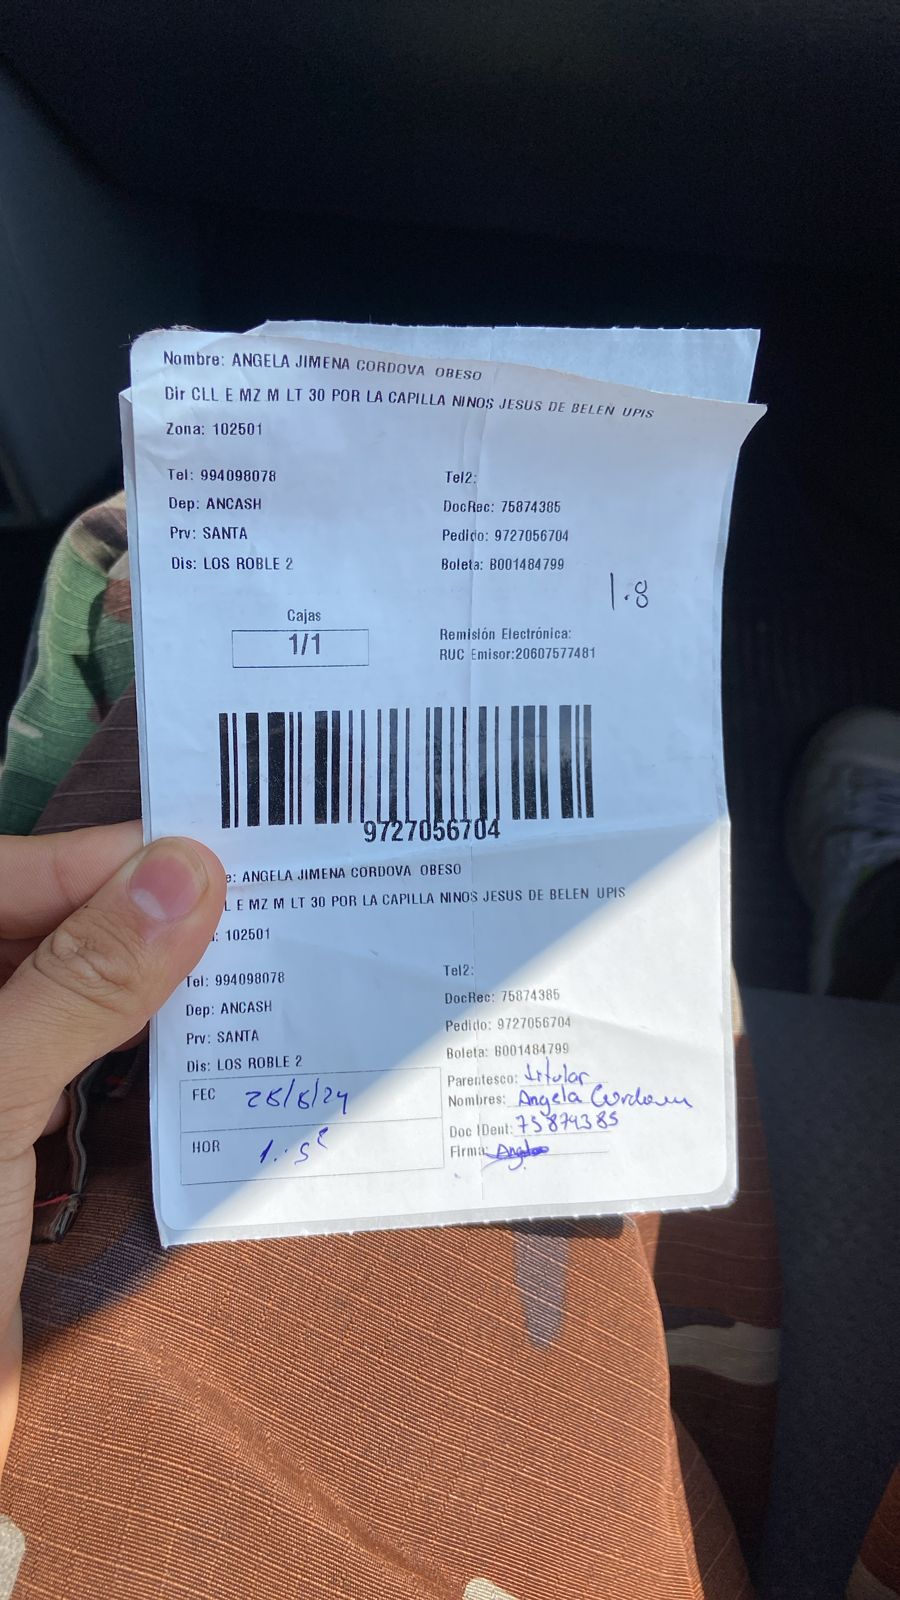 Nombre: ANGELA JIMENA CORDOVA OBESO
Dir CLL E MZ M LT 30 POR LA CAPILLA NINOS JESUS DE BELEN UPIS
Zona: 102501
Tel: 994098078 Tel2:
Dep: ANCASH DocRec: 75874385
Prv: SANTA Pedido: 9727056704
Dis: LOS ROBLE 2 Boleta: B001484799
1.8
Cajas
1/1
Remisión Electrónica:
RUC Emisor:20607577481
9727056704
e: ANGELA JIMENA CORDOVA OBESO
L E MZ M LT 30 POR LA CAPILLA NINOS JESUS DE BELEN UPIS
: 102501
Tel: 994098078 Tel2:
Dep: ANCASH DocRec: 75874385
Prv: SANTA Pedido: 9727056704
Dis: LOS ROBLE 2 Boleta: B001484799
Parentesco: titular
FEC Nombres: Angela Cordova
Doc IDent: 75874385
HOR Firma: Angela